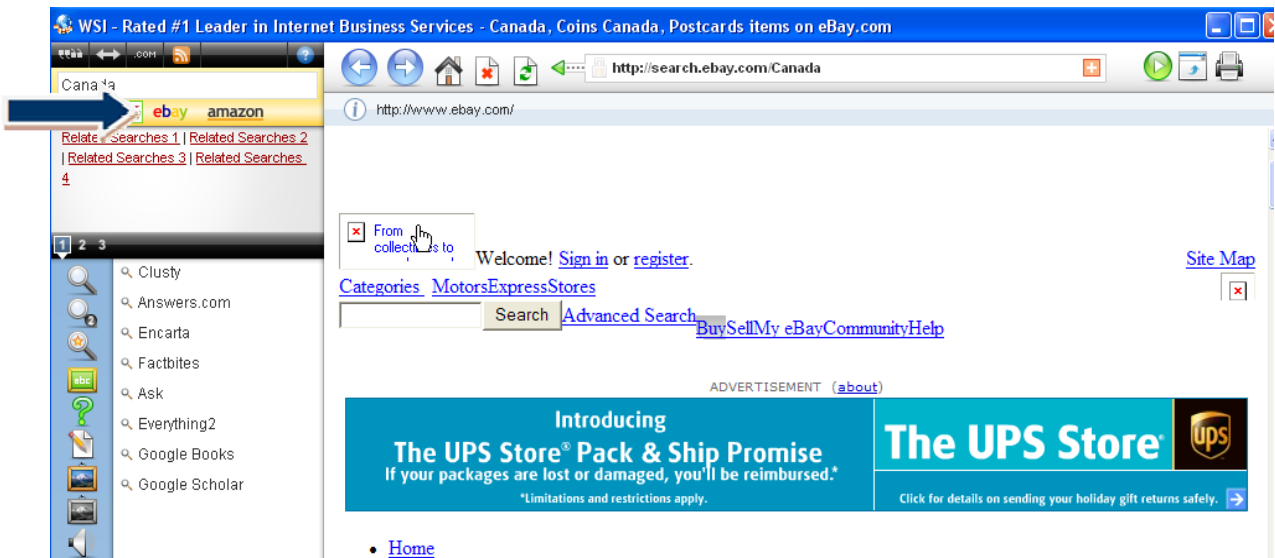 WSI - Rated #1 Leader in Internet Business Services - Canada, Coins Canada, Postcards items on eBay.com
.COM
?
Canada
ebay amazon
Related Searches 1 | Related Searches 2
| Related Searches 3 | Related Searches
4
1 2 3
Clusty
Answers.com
Encarta
Factbites
Ask
Everything2
Google Books
Google Scholar
abc
2
http://search.ebay.com/Canada
http://www.ebay.com/
From
collectibles to
Welcome! Sign in or register.
Site Map
Categories MotorsExpressStores
Search Advanced Search
BuySellMy eBayCommunityHelp
ADVERTISEMENT (about)
Introducing
The UPS Store® Pack & Ship Promise
If your packages are lost or damaged, you'll be reimbursed.*
*Limitations and restrictions apply.
The UPS Store®
ups
Click for details on sending your holiday gift returns safely.
• Home